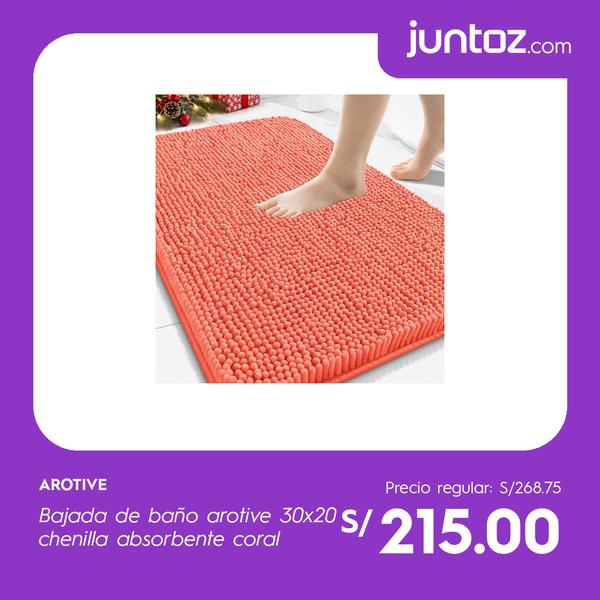 juntoz.com
AROTIVE
Bajada de baño arotive 30x20
chenilla absorbente coral
Precio regular: S/268.75
S/ 215.00